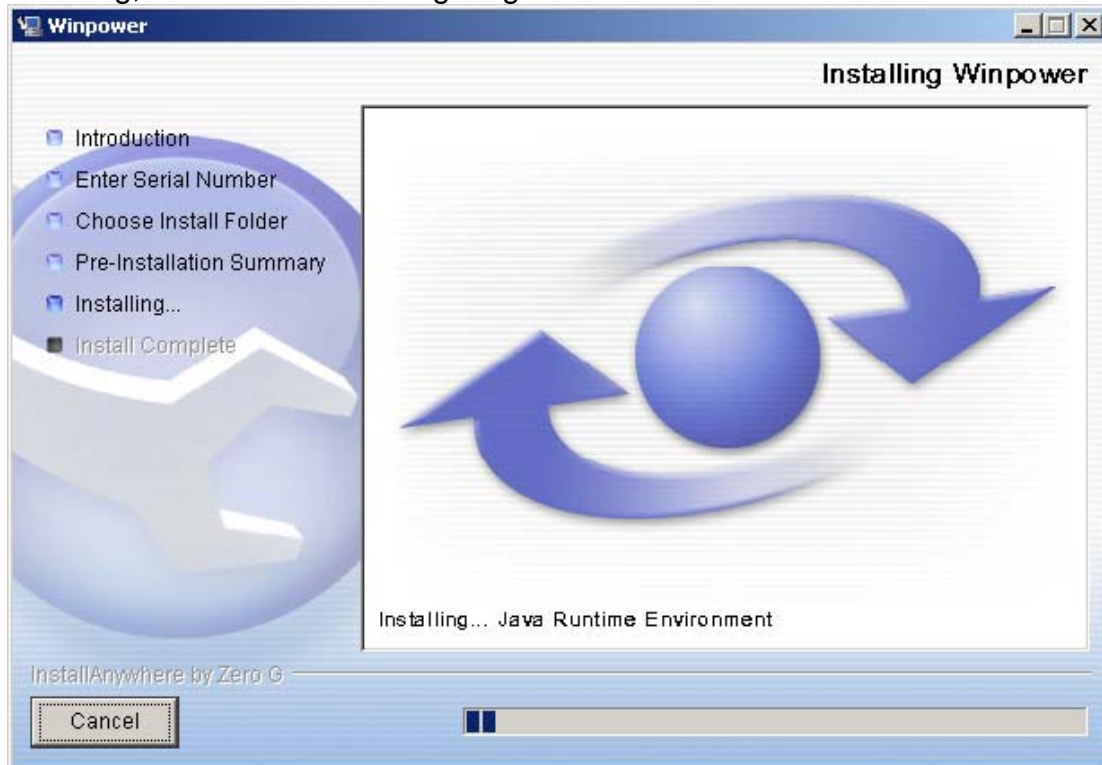 Winpower
Installing Winpower
Introduction
Enter Serial Number
Choose Install Folder
Pre-Installation Summary
Installing...
Install Complete
Installing... Java Runtime Environment
InstallAnywhere by Zero G
Cancel